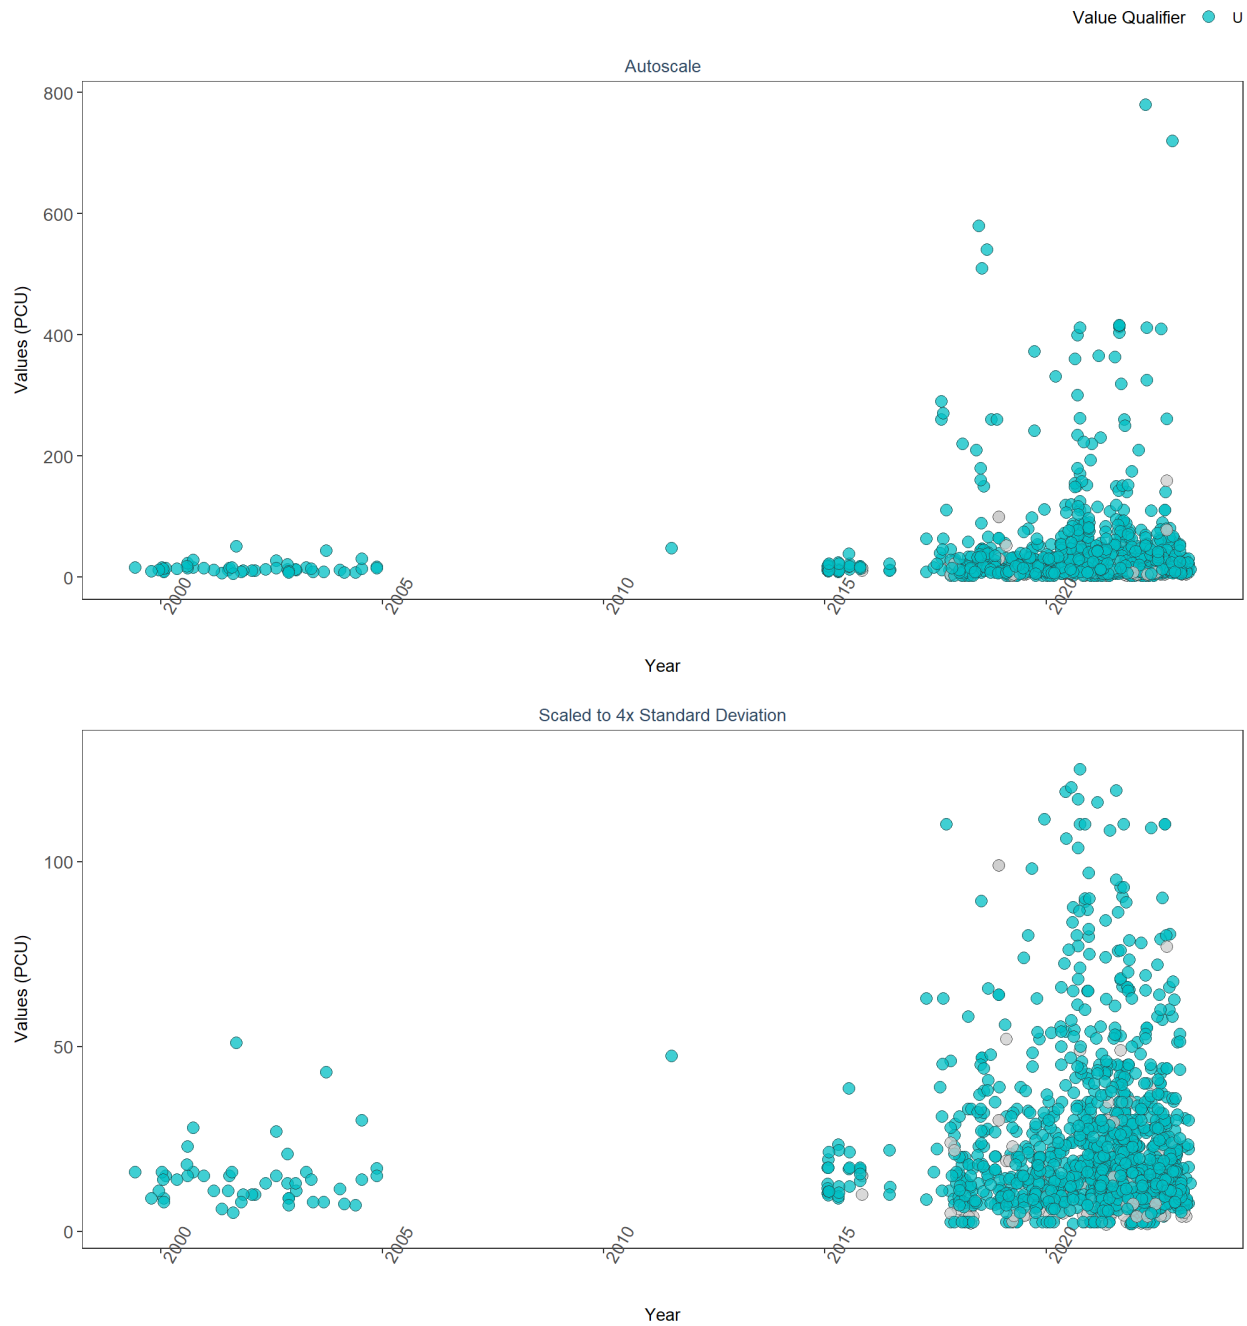 Value Qualifier U
Autoscale
800
600
400
200
0
Values (PCU)
2000 2005 2010 2015 2020
Year
Scaled to 4x Standard Deviation
100
50
0
Values (PCU)
2000 2005 2010 2015 2020
Year